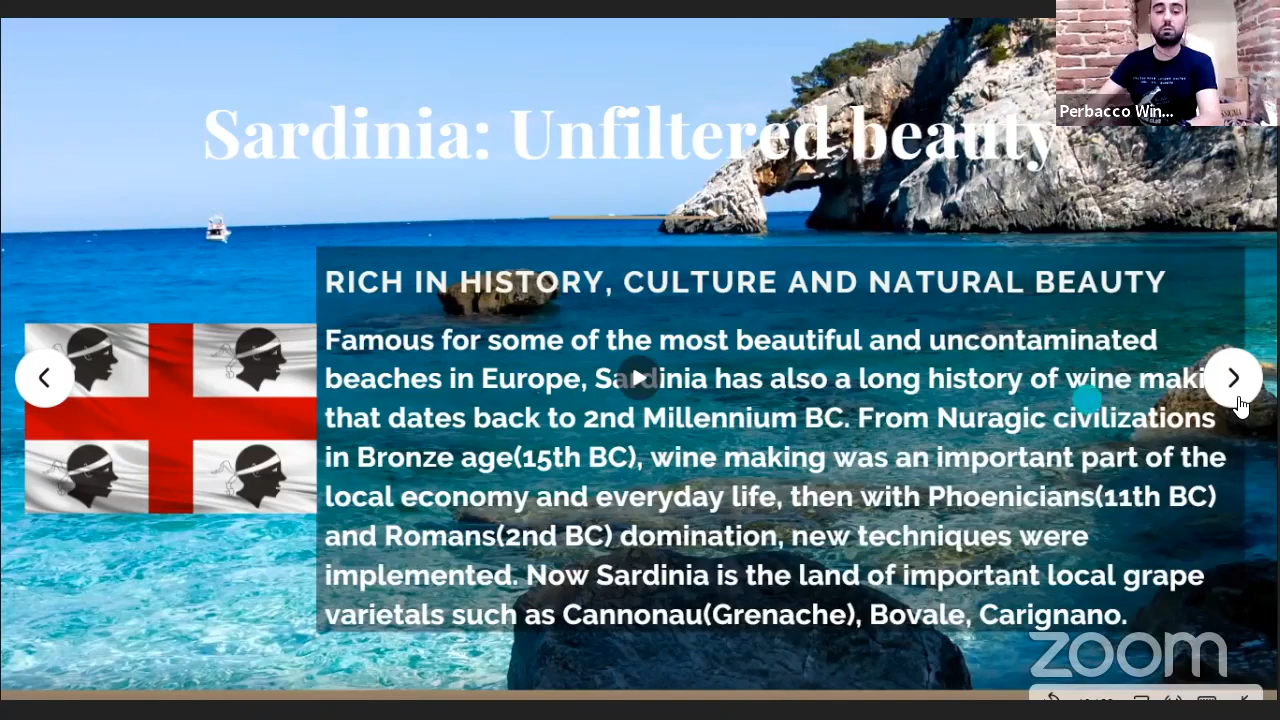 Sardinia: Unfiltered beauty
Perbacco Win...
RICH IN HISTORY, CULTURE AND NATURAL BEAUTY
Famous for some of the most beautiful and uncontaminated
beaches in Europe, Sardinia has also a long history of wine maki
that dates back to 2nd Millennium BC. From Nuragic civilizations
in Bronze age(15th BC), wine making was an important part of the
local economy and everyday life, then with Phoenicians(11th BC)
and Romans(2nd BC) domination, new techniques were
implemented. Now Sardinia is the land of important local grape
varietals such as Cannonau(Grenache), Bovale, Carignano.
zoom